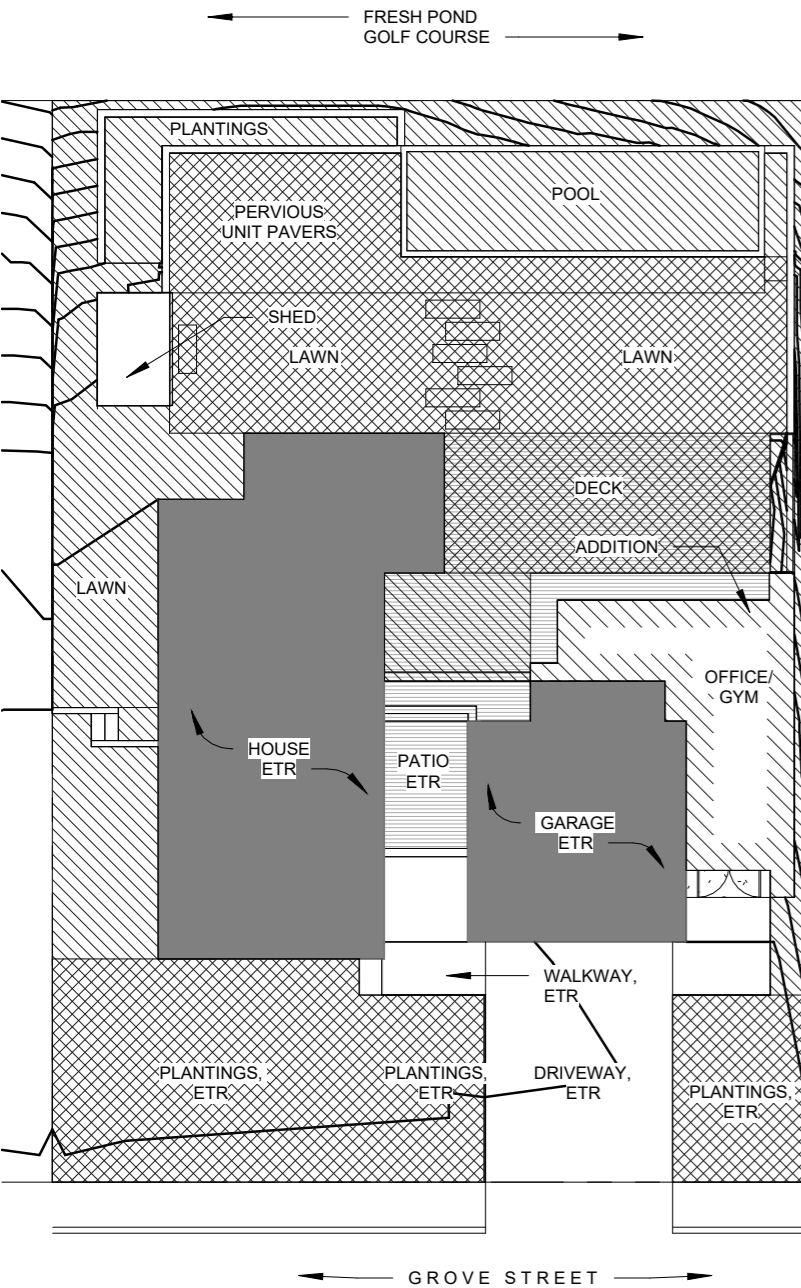 FRESH POND
GOLF COURSE
PLANTINGS
POOL
PERVIOUS
UNIT PAVERS
SHED
LAWN
LAWN
DECK
ADDITION
LAWN
OFFICE/
GYM
HOUSE
ETR
PATIO
ETR
GARAGE
ETR
WALKWAY,
ETR
PLANTINGS,
ETR
PLANTINGS,
ETR
DRIVEWAY,
ETR
PLANTINGS,
ETR
GROVE STREET